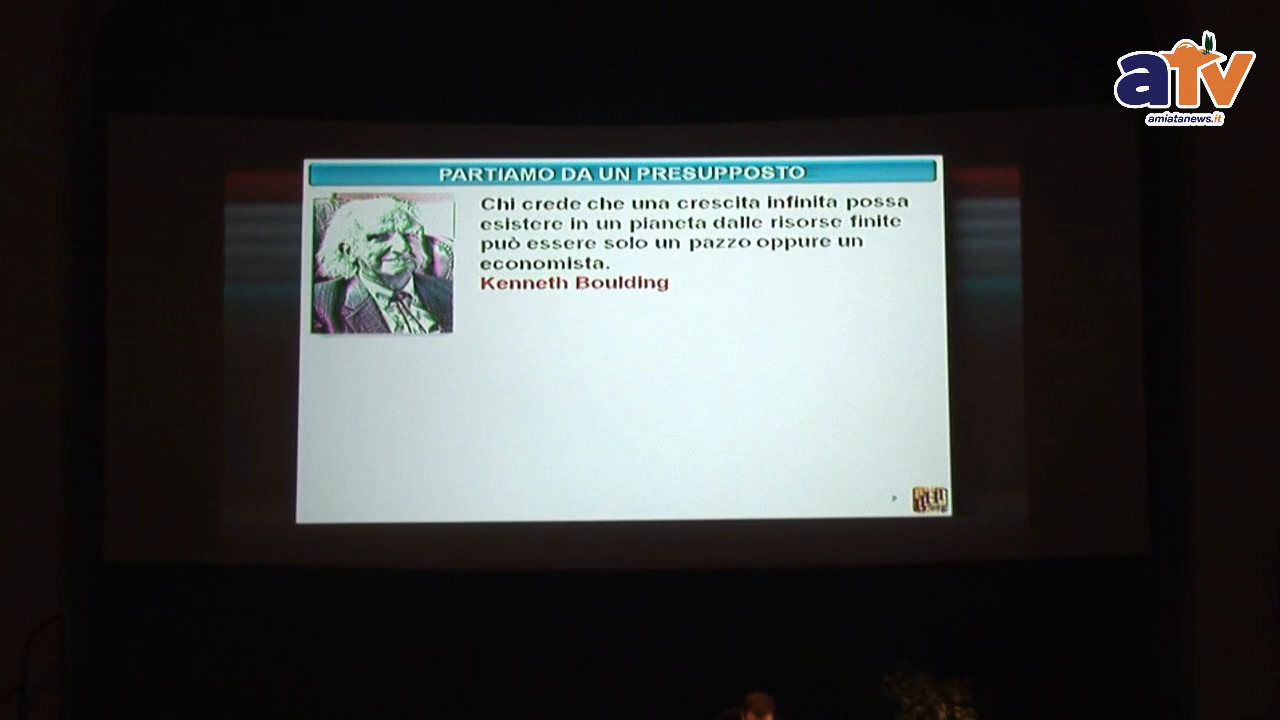 aTv
amiatanews.it
PARTIAMO DA UN PRESUPPOSTO
Chi crede che una crescita infinita possa
esistere in un pianeta dalle risorse finite
può essere solo un pazzo oppure un
economista.
Kenneth Boulding